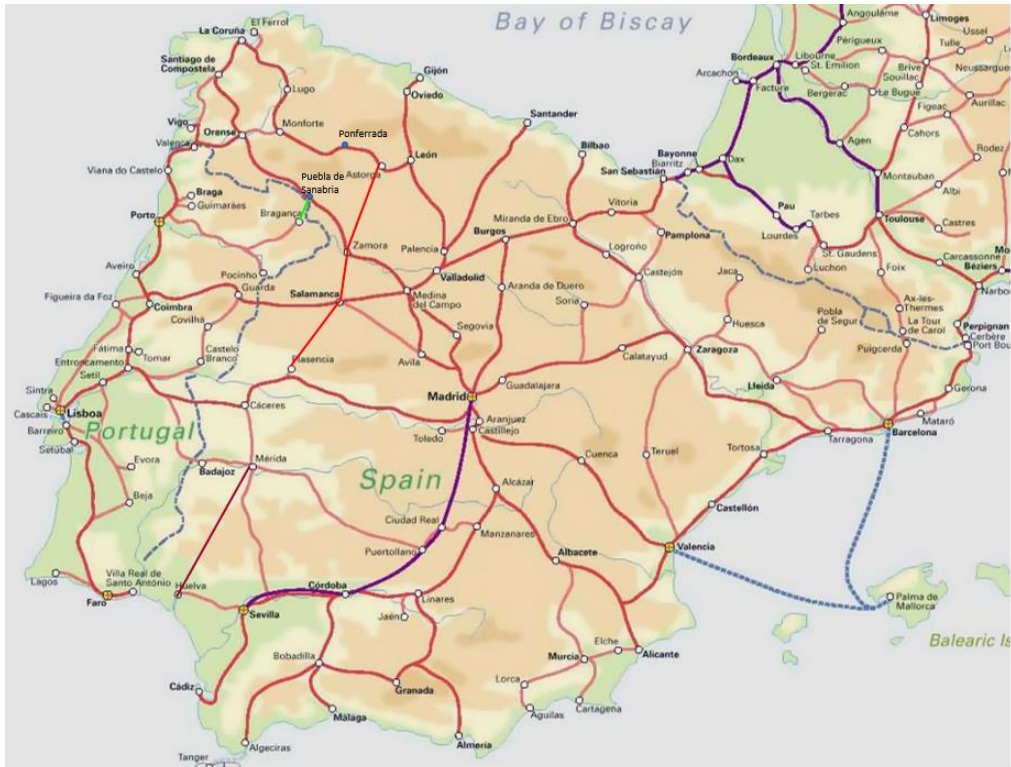 Bay of Biscay
Angoulême
Limoges
Ussel
El Ferrol
La Coruña
Périgueux
Tulle
Libourne
Bordeaux
Brive
Neussargue
St. Emilion
Santiago de
Compostela
Gijón
Arcachon
Souillac
Facture
Bergerac
Le Bugue
Aurillac
Lugo
Oviedo
Figeac
Vigo
Orense
Monforte
Santander
Cahors
Ponferrada
Agen
Valença
León
Bilbao
Bayonne
Rodez
Biarritz
Dax
Viana do Castelo
Astorga
San Sebastian
Montauban
Puebla de
Sanabria
Albi
Braga
Vitoria
Pau
Guimarães
Bragança
Tarbes
Toulouse
Castres
Porto
Miranda de Ebro
Burgos
Pamplona
Lourdes
Zamora
Palencia
St. Gaudens
Carcassonne
Mo
Logroño
Béziers
Aveiro
Pocinho
Valladolid
Castejón
Jaca
Luchon
Foix
Guarda
Narbo
Figueira da Foz
Salamanca
Medina
del Campo
Aranda de Duero
Soria
Ax-les-
Thermes
Coimbra
Pobla
de Segur
Perpignan
Covilha
Segovia
Huesca
La Tour
de Carol
Cerbère
Port Bou
Fátima
Tomar
Castelo
Branco
Plasencia
Avila
Calatayud
Zaragoza
Puigcerda
Entroncamento
Setil
Lleida
Gerona
Sintra
Madrid
Guadalajara
Cascais
Lisboa
Cáceres
Mataró
Barreiro
Portugal
Aranjuez
Barcelona
Toledo
Castillejo
Tarragona
Setúbal
Evora
Mérida
Cuenca
Teruel
Tortosa
Badajoz
Spain
Alcázar
Beja
Castellón
Ciudad Real
Manzanares
Puertollano
Albacete
Valencia
Lagos
Villa Real de
Santo António
Huelva
Córdoba
Linares
Palma de
Mallorca
Faro
Sevilla
Jaén
Elche
Balearic Is
Bobadilla
Murcia
Alicante
Cádiz
Granada
Lorca
Málaga
Aguilas
Cartagena
Algeciras
Almería
Tanger